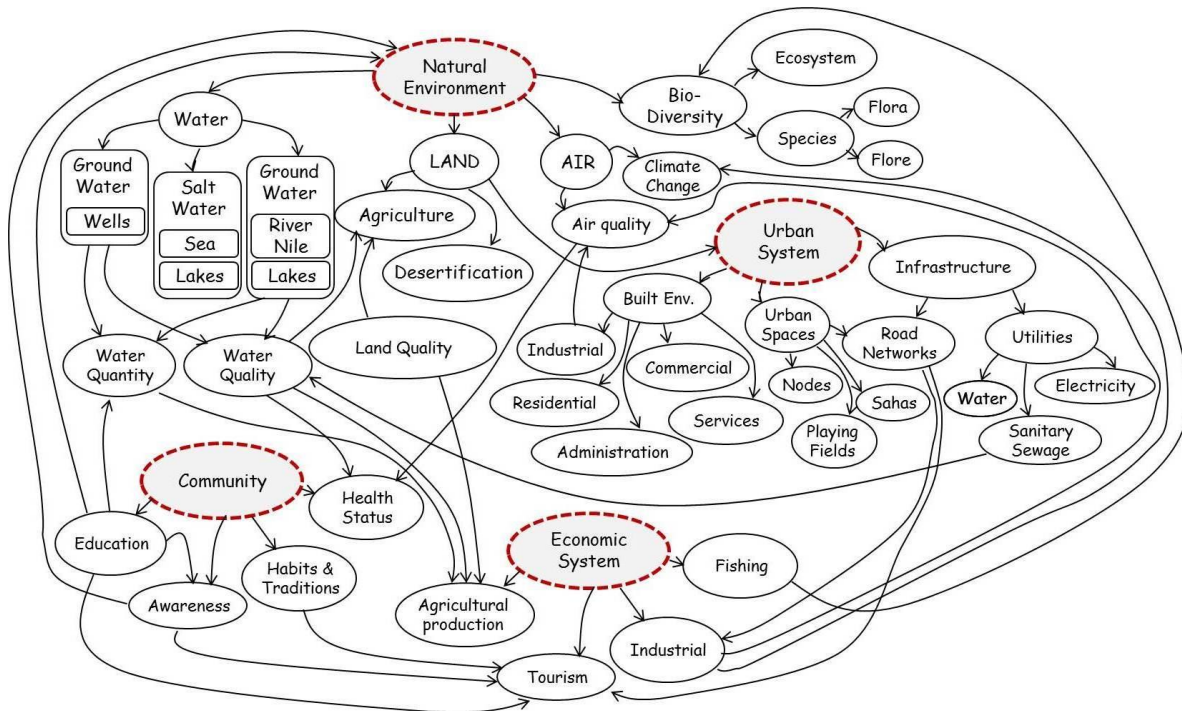 Natural
Environment
Ecosystem
Bio-
Diversity
Flora
Species
Flore
Water
LAND
AIR
Climate
Change
Ground
Water
Wells
Salt
Water
Sea
Lakes
Ground
Water
River
Nile
Lakes
Agriculture
Air quality
Desertification
Urban
System
Infrastructure
Built Env.
Urban
Spaces
Road
Networks
Utilities
Water
Quantity
Water
Quality
Land Quality
Industrial
Commercial
Nodes
Sahas
Water
Electricity
Residential
Services
Playing
Fields
Sanitary
Sewage
Administration
Community
Health
Status
Education
Habits &
Traditions
Awareness
Economic
System
Fishing
Agricultural
production
Industrial
Tourism